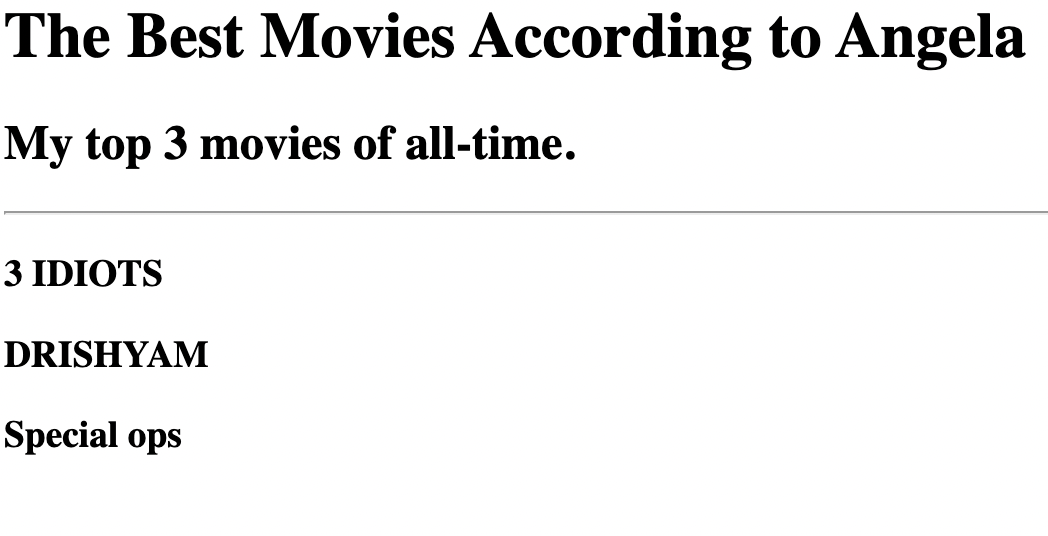 The Best Movies According to Angela
My top 3 movies of all-time.
3 IDIOTS
DRISHYAM
Special ops